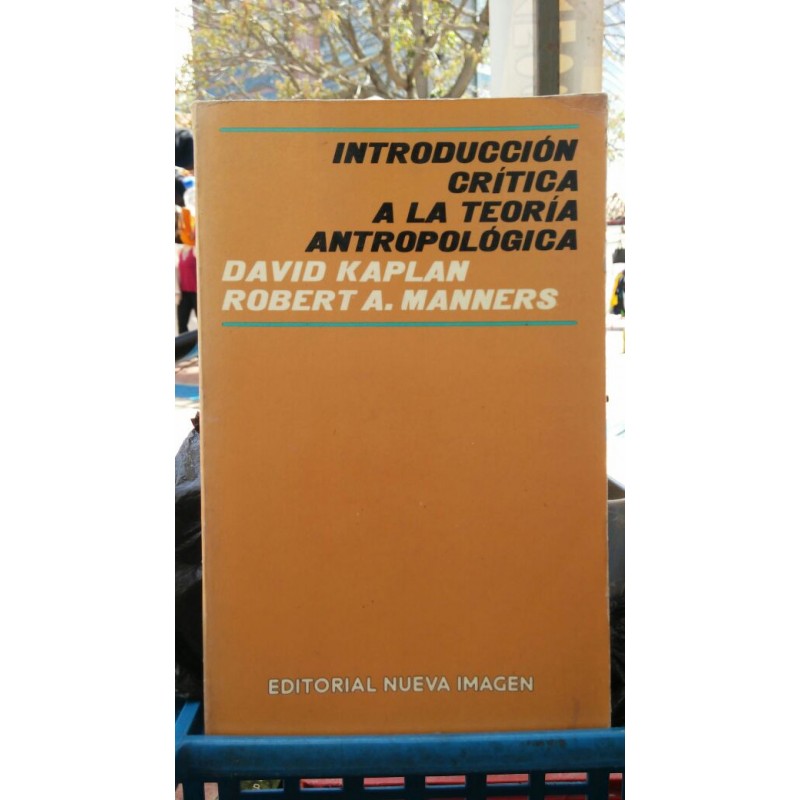 INTRODUCCIÓN
CRÍTICA
A LA TEORÍA
ANTROPOLÓGICA
DAVID KAPLAN
ROBERT A. MANNERS
EDITORIAL NUEVA IMAGEN